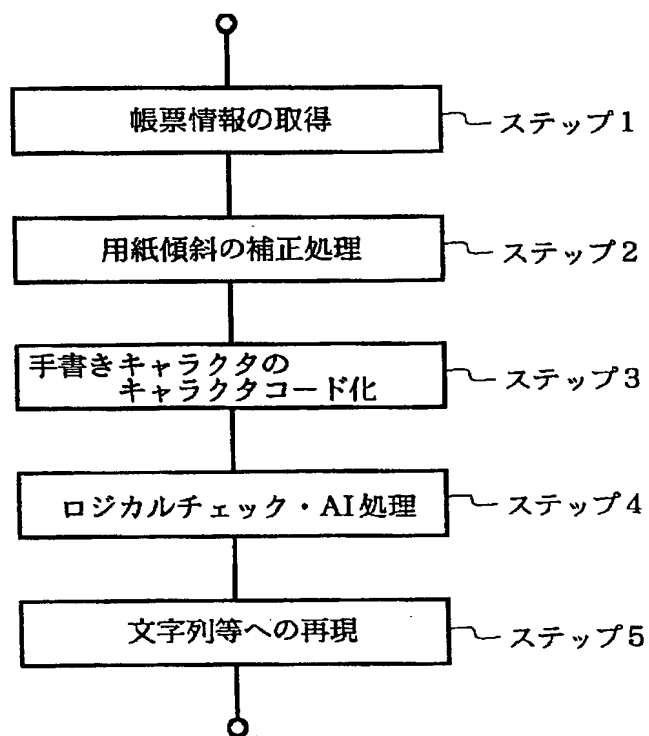 帳票情報の取得
ステップ1
用紙傾斜の補正処理
ステップ2
手書きキャラクタの
キャラクタコード化
ステップ3
ロジカルチェック・AI処理
ステップ4
文字列等への再現
ステップ5